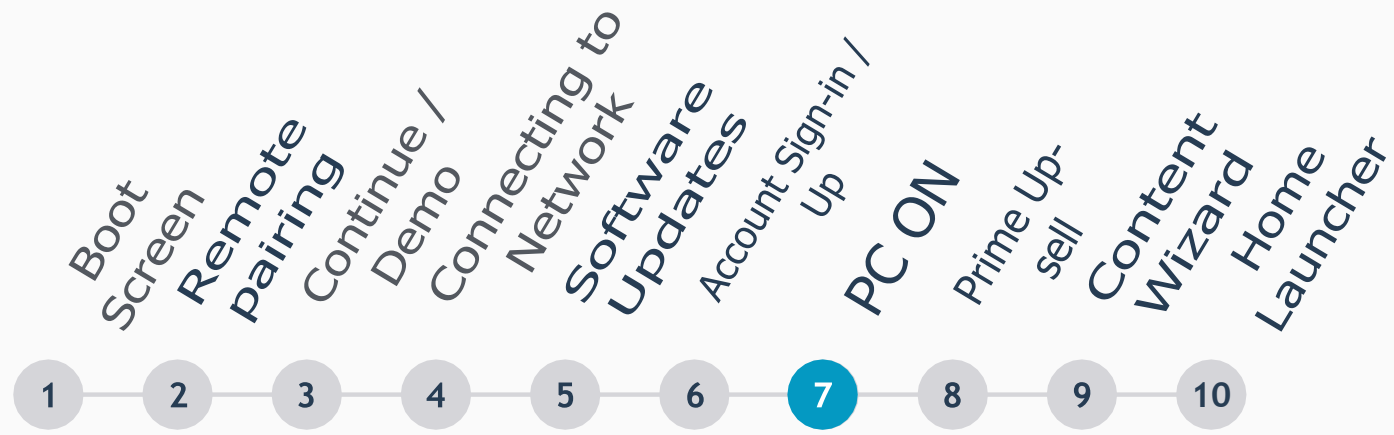 Boot
Screen
Remote
pairing
Continue /
Demo
Connecting to
Network
Software
Updates
Account Sign-in /
Up
PC ON
Prime Up-
sell
Content
Wizard
Home
Launcher
1 2 3 4 5 6 7 8 9 10